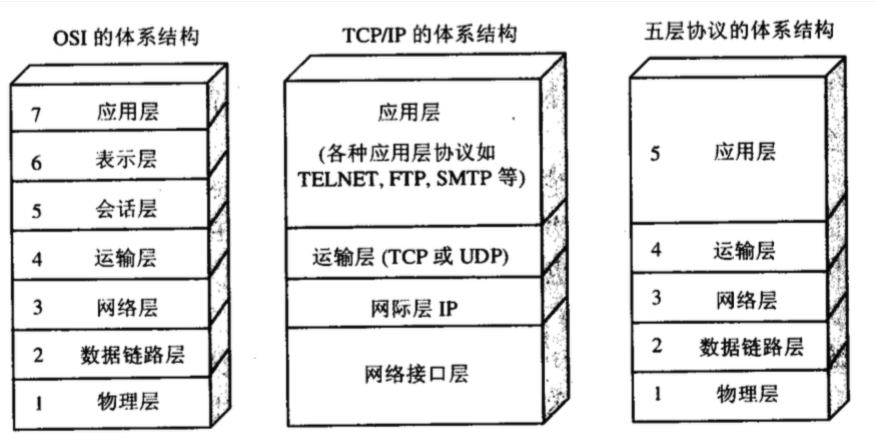 OSI 的体系结构
7 应用层
6 表示层
5 会话层
4 运输层
3 网络层
2 数据链路层
1 物理层
TCP/IP 的体系结构
应用层
(各种应用层协议如
TELNET, FTP, SMTP 等)
运输层 (TCP 或 UDP)
网际层 IP
网络接口层
五层协议的体系结构
5 应用层
4 运输层
3 网络层
2 数据链路层
1 物理层